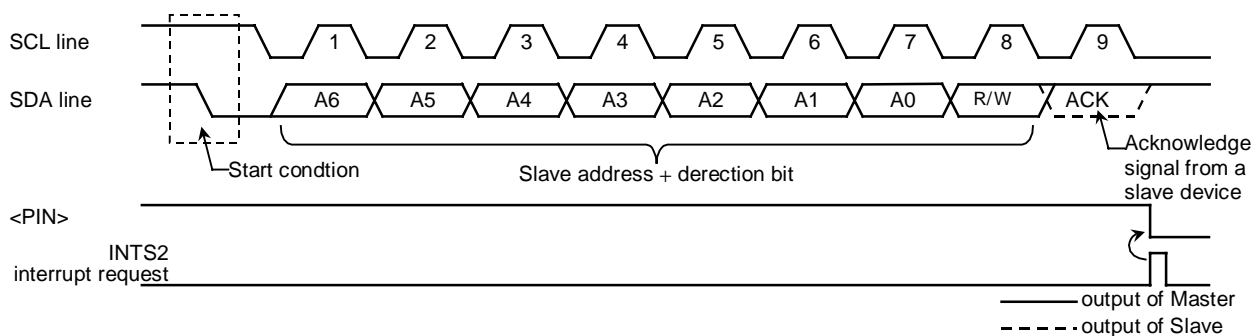 SCL line
1 2 3 4 5 6 7 8 9
SDA line
A6 A5 A4 A3 A2 A1 A0 R/W ACK
Start condtion
Slave address + derection bit
Acknowledge
signal from a
slave device
<PIN>
INTS2
interrupt request
output of Master
output of Slave